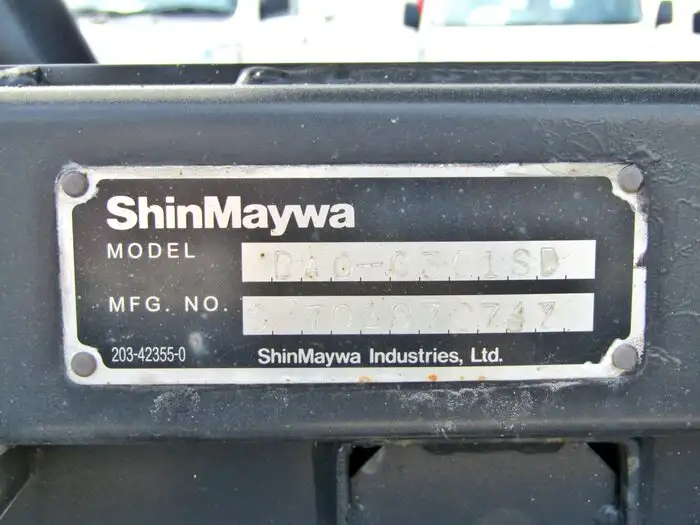 ShinMaywa
MODEL
MFG. NO.
203-42355-0 ShinMaywa Industries, Ltd.